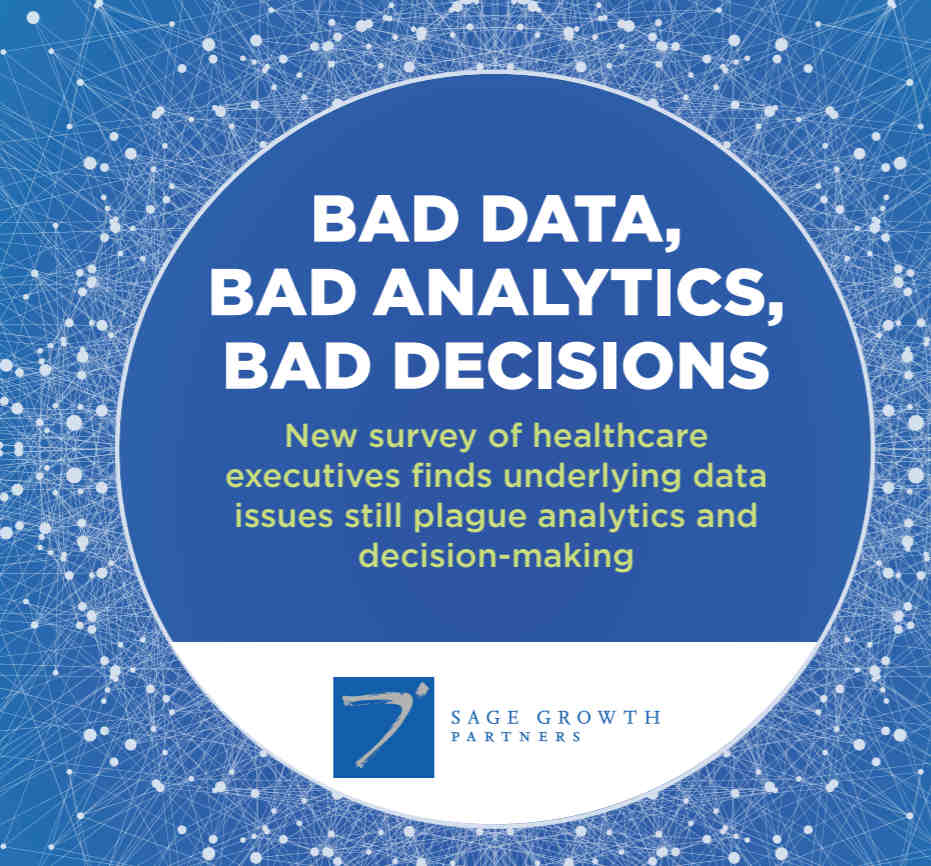 BAD DATA,
BAD ANALYTICS,
BAD DECISIONS
New survey of healthcare
executives finds underlying data
issues still plague analytics and
decision-making
SAGE GROWTH
PARTNERS